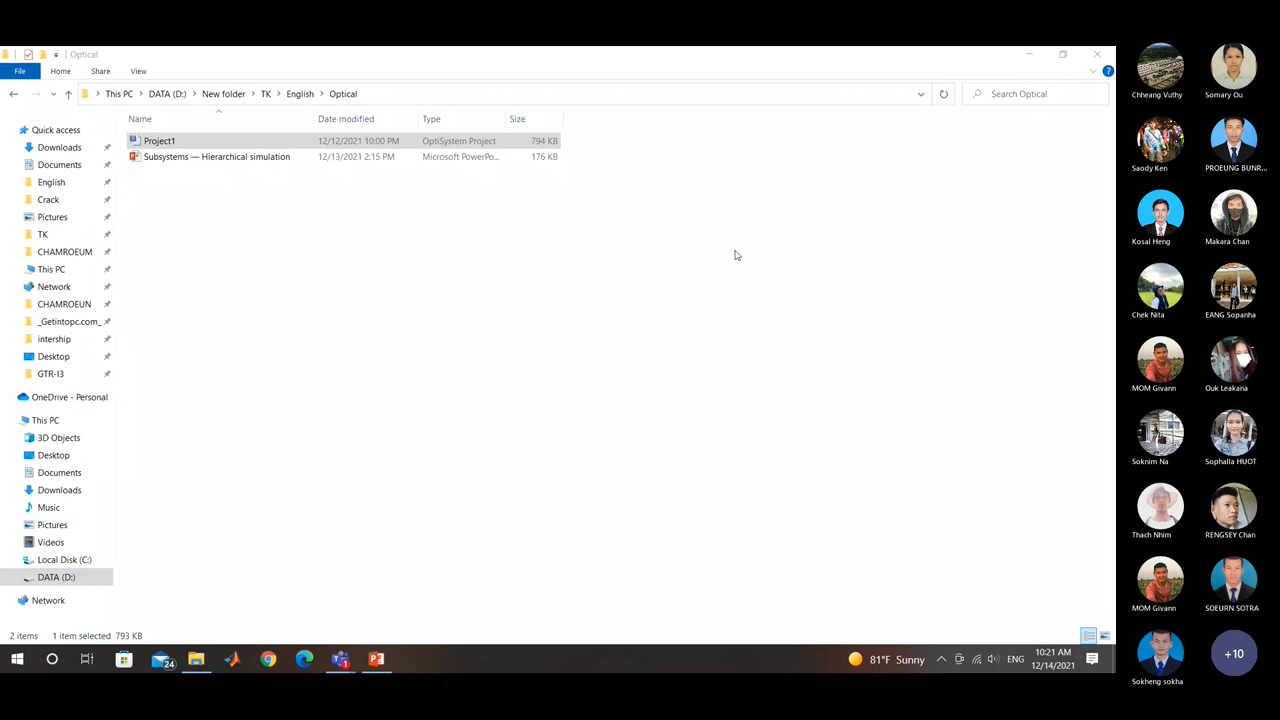 Optical
File Home Share View
This PC DATA (D:) New folder TK English Optical
Search Optical
Name Date modified Type Size
Project1 12/12/2021 10:00 PM OptiSystem Project 794 KB
Subsystems — Hierarchical simulation 12/13/2021 2:15 PM Microsoft PowerPo... 176 KB
Quick access
Downloads
Documents
English
Crack
Pictures
TK
CHAMROEUM
This PC
Network
CHAMROEUN
_Getintopc.com_
intership
Desktop
GTR-I3
OneDrive - Personal
This PC
3D Objects
Desktop
Documents
Downloads
Music
Pictures
Videos
Local Disk (C:)
DATA (D:)
Network
2 items 1 item selected 793 KB
24
1
81°F Sunny
ENG
10:21 AM
12/14/2021
Chheang Vuthy Somary Ou
Saody Ken PROEUNG BUNR...
Kosal Heng Makara Chan
Chek Nita EANG Sopanha
MOM Givann Ouk Leakana
Soknim Na Sophalla HUOT
Thach Nhim RENGSEY Chan
MOM Givann SOEURN SOTRA
Sokheng sokha +10